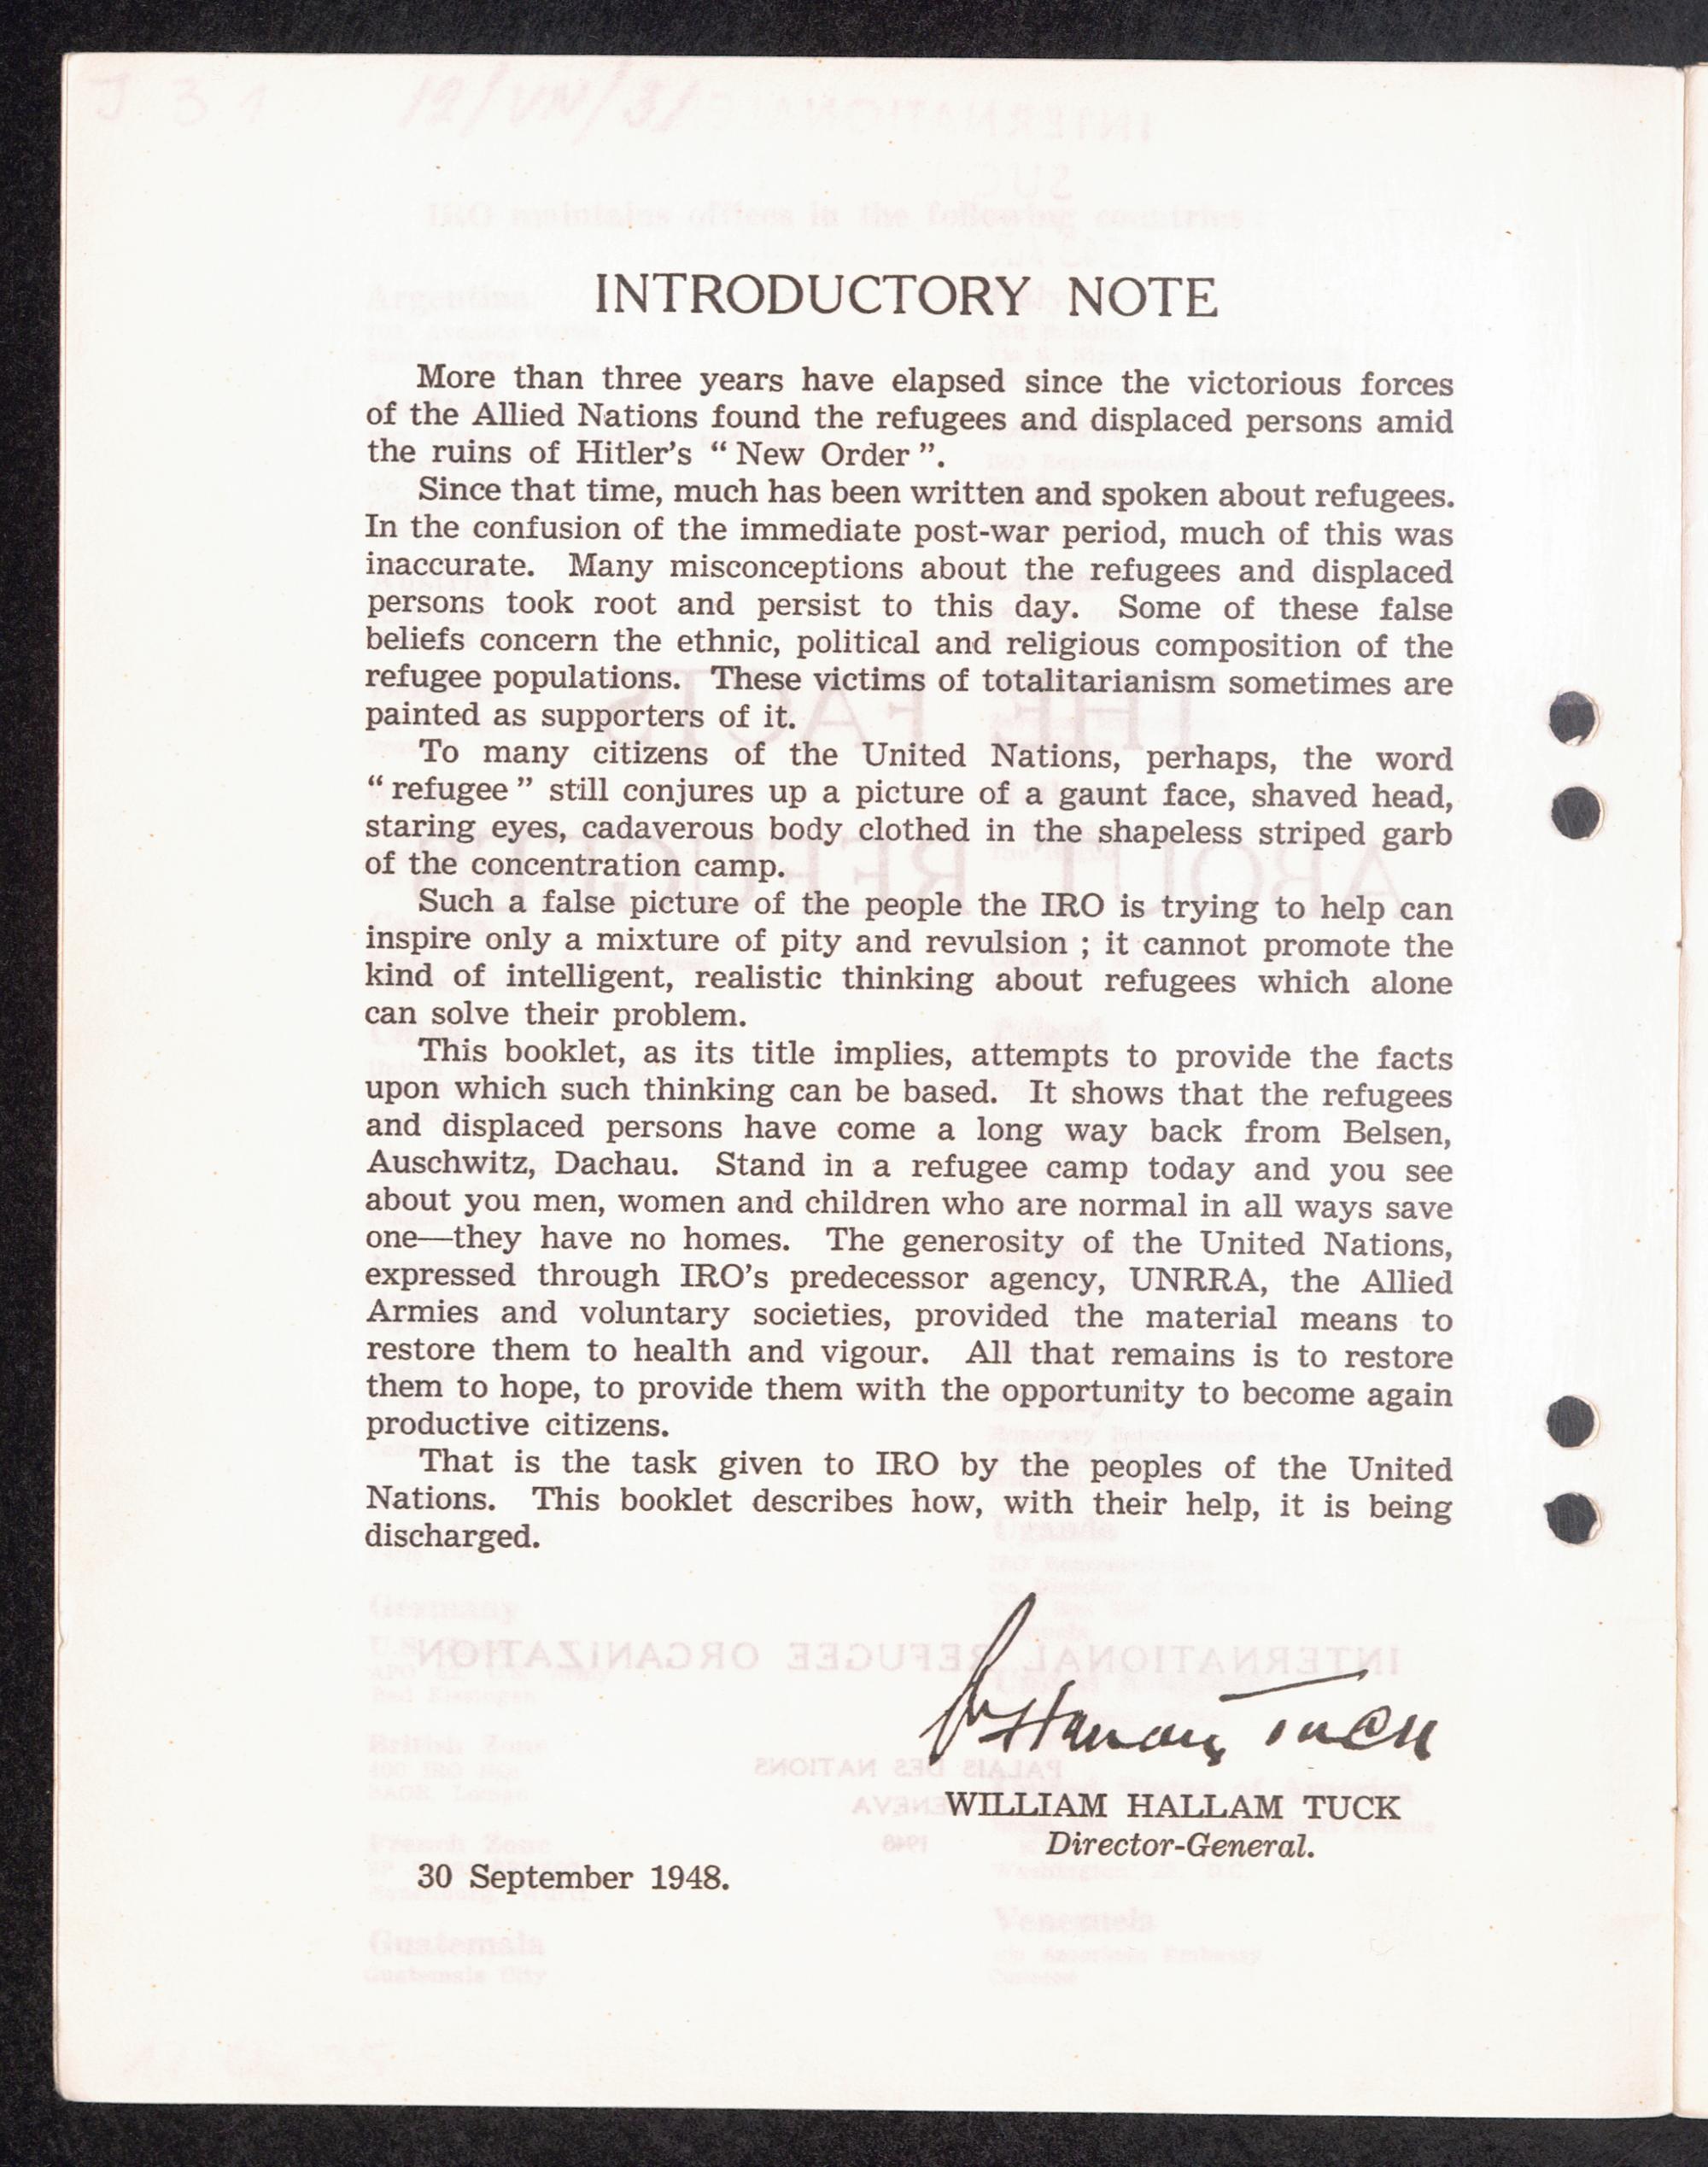 J 3 1
12/VN/31
INTRODUCTORY NOTE
More than three years have elapsed since the victorious forces
of the Allied Nations found the refugees and displaced persons amid
the ruins of Hitler's “ New Order ”.
Since that time, much has been written and spoken about refugees.
In the confusion of the immediate post-war period, much of this was
inaccurate. Many misconceptions about the refugees and displaced
persons took root and persist to this day. Some of these false
beliefs concern the ethnic, political and religious composition of the
refugee populations. These victims of totalitarianism sometimes are
painted as supporters of it.
To many citizens of the United Nations, perhaps, the word
“ refugee ” still conjures up a picture of a gaunt face, shaved head,
staring eyes, cadaverous body clothed in the shapeless striped garb
of the concentration camp.
Such a false picture of the people the IRO is trying to help can
inspire only a mixture of pity and revulsion ; it cannot promote the
kind of intelligent, realistic thinking about refugees which alone
can solve their problem.
This booklet, as its title implies, attempts to provide the facts
upon which such thinking can be based. It shows that the refugees
and displaced persons have come a long way back from Belsen,
Auschwitz, Dachau. Stand in a refugee camp today and you see
about you men, women and children who are normal in all ways save
one—they have no homes. The generosity of the United Nations,
expressed through IRO's predecessor agency, UNRRA, the Allied
Armies and voluntary societies, provided the material means to
restore them to health and vigour. All that remains is to restore
them to hope, to provide them with the opportunity to become again
productive citizens.
That is the task given to IRO by the peoples of the United
Nations. This booklet describes how, with their help, it is being
discharged.
WILLIAM HALLAM TUCK
Director-General.
30 September 1948.